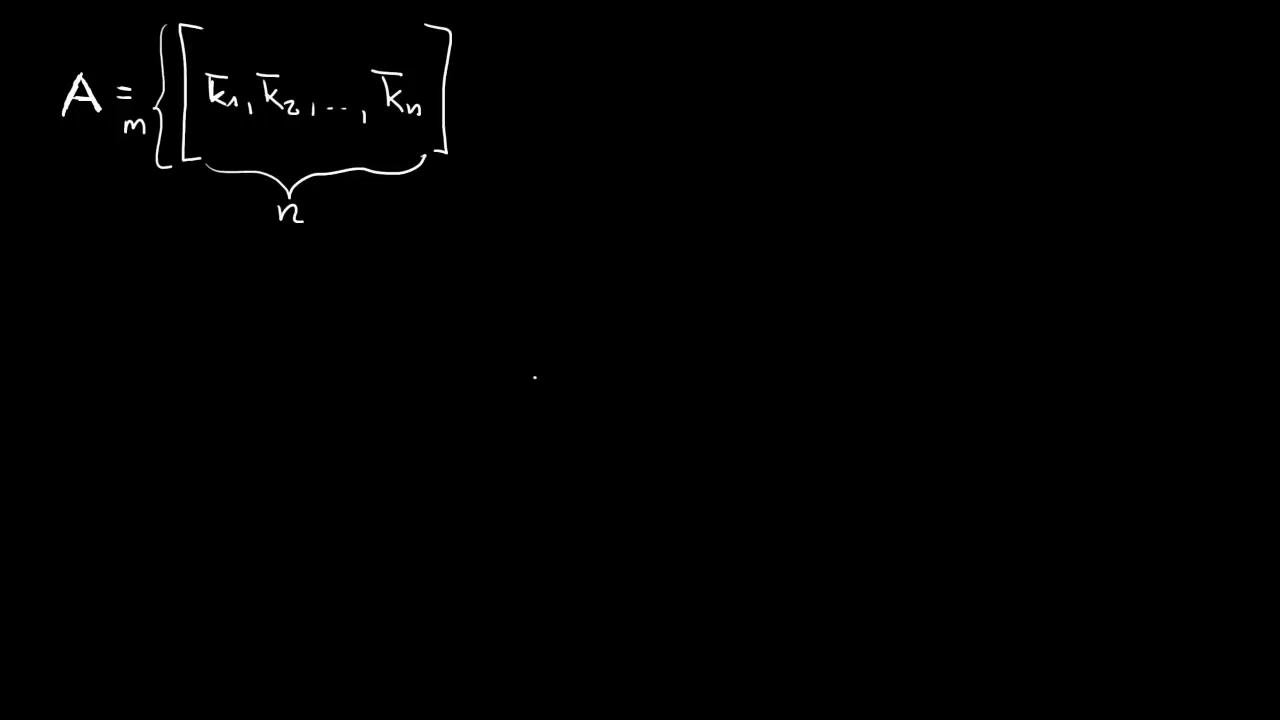 A = m { [ k̅₁, k̅₂, ..., k̅ₙ ]
n